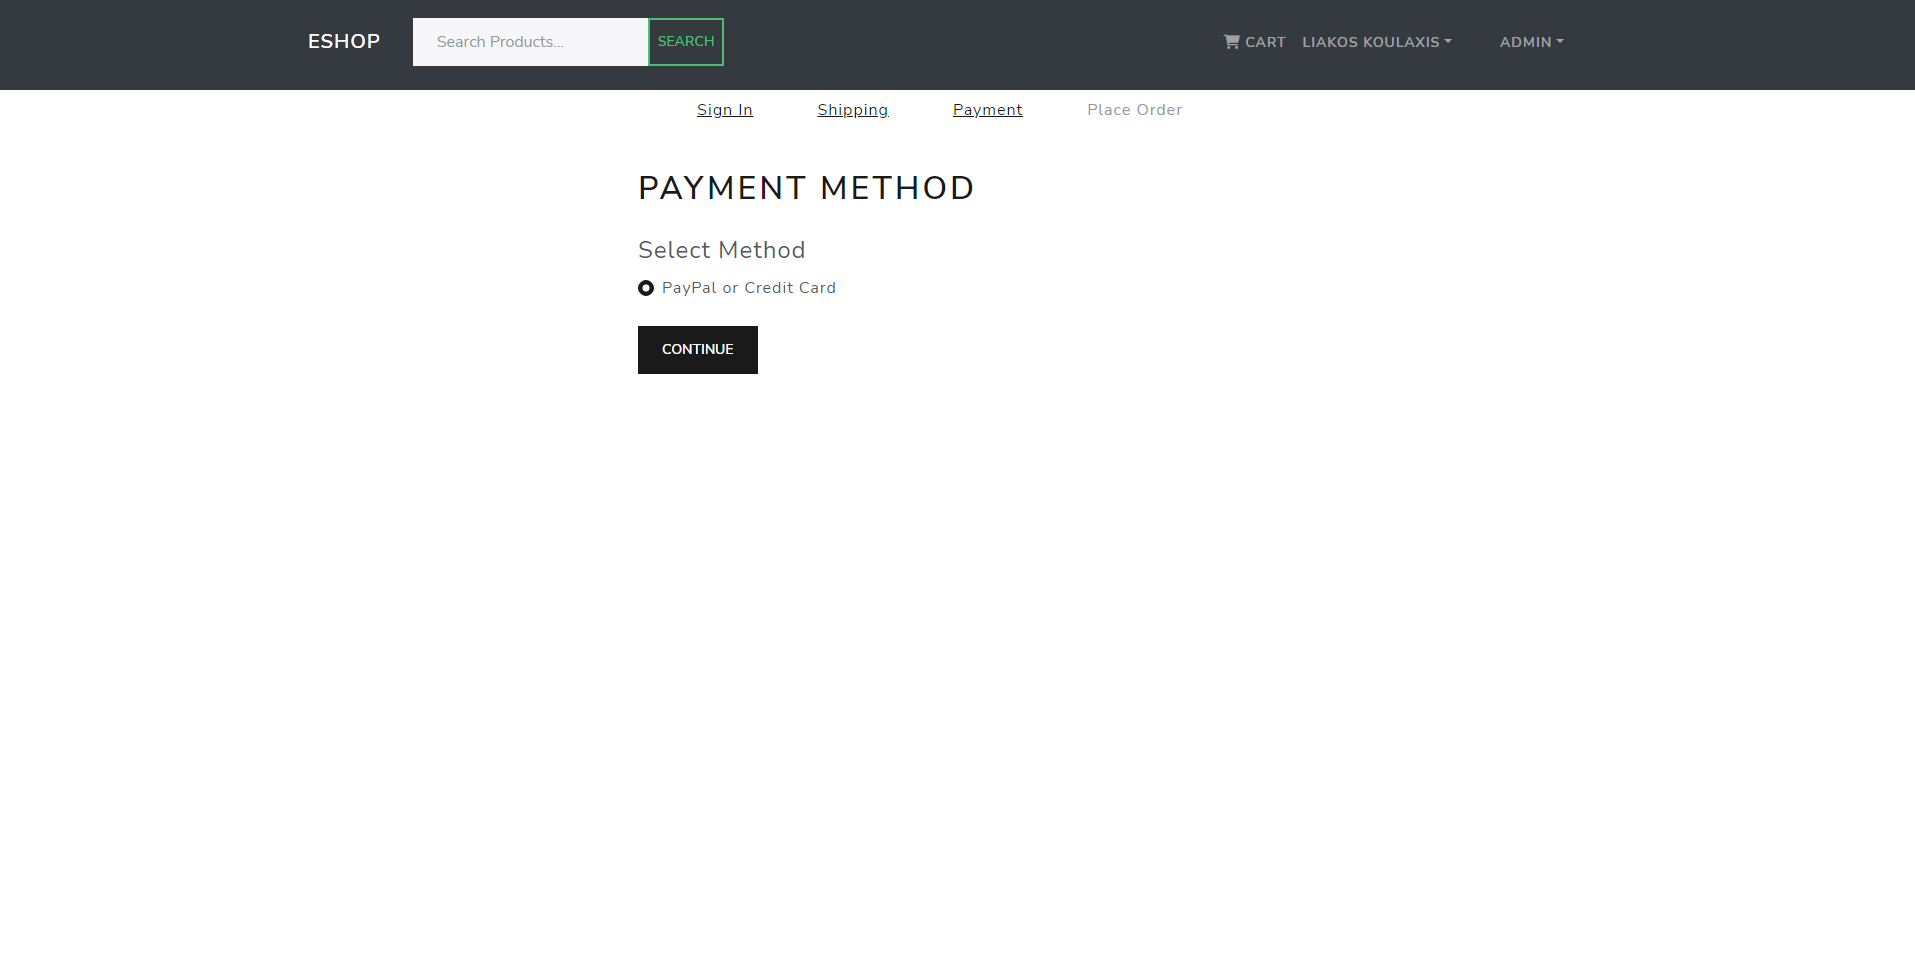 ESHOP
Search Products...
SEARCH
CART
LIAKOS KOULAXIS
ADMIN
Sign In
Shipping
Payment
Place Order
PAYMENT METHOD
Select Method
PayPal or Credit Card
CONTINUE